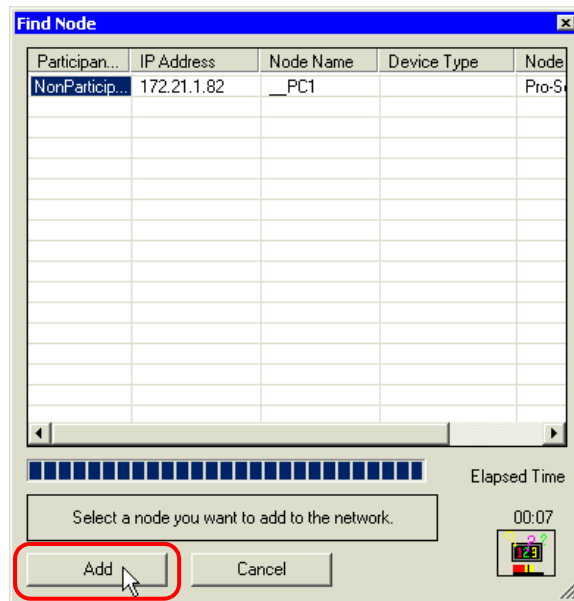 Find Node
Participan... IP Address Node Name Device Type Node
NonParticip... 172.21.1.82 __PC1 Pro-S
Elapsed Time
Select a node you want to add to the network.
00:07
Add Cancel